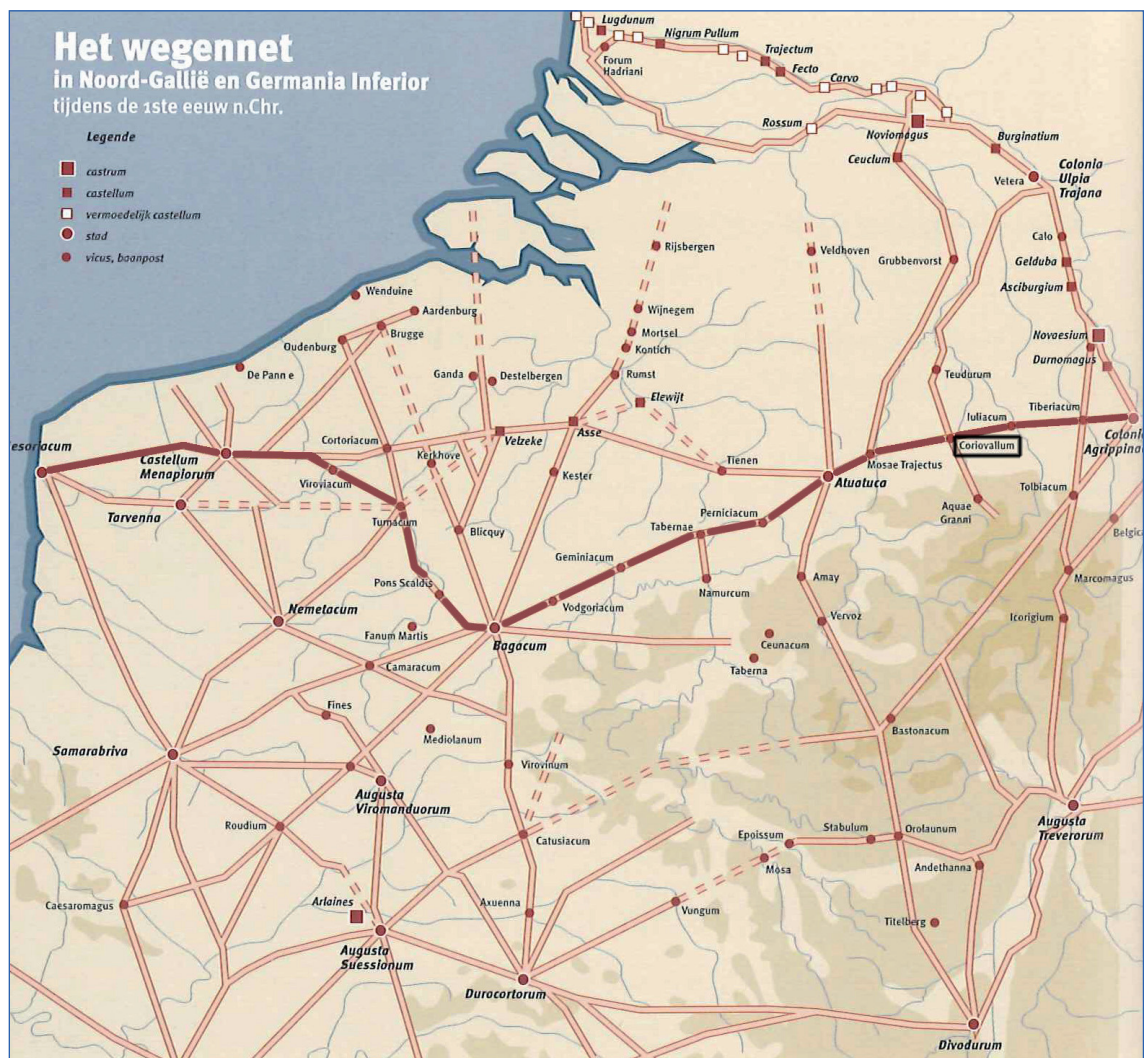 Het wegennet
in Noord-Gallië en Germania Inferior
tijdens de 1ste eeuw n.Chr.
Legende
castrum
castellum
vermoedelijk castellum
stad
vicus, baanpost
Lugdunum
Nigrum Pullum
Forum
Hadriani
Trajectum
Fecto
Carvo
Rossum
Noviomagus
Burginatium
Ceuclum
Colonia
Ulpia
Trajana
Vetera
Calo
Gelduba
Asciburgium
Rijsbergen
Veldhoven
Grubbenvorst
Wenduine
Aardenburg
Brugge
Oudenburg
Wijnegem
Mortsel
Kontich
Novaesium
Durnomagus
De Panne
Ganda
Destelbergen
Rumst
Elewijt
Teudurum
Iuliacum
Tiberiacum
esoriacum
Castellum
Menapiorum
Cortoriacum
Velzeke
Asse
Coriovallum
Colonia
Agrippina
Viroviacum
Kerkhove
Kester
Tienen
Atuatuca
Mosae Trajectus
Tarvenna
Turnacum
Blicquy
Tabernae
Perniciacum
Aquae
Granni
Tolbiacum
Belgica
Geminiacum
Pons Scaldis
Namurcum
Amay
Marcomagus
Nemetacum
Vodgoriacum
Vervoz
Icorigium
Fanum Martis
Bagacum
Ceunacum
Taberna
Camaracum
Fines
Mediolanum
Bastonacum
Samarabriva
Virovinum
Augusta
Viromanduorum
Roudium
Catusiacum
Epoissum
Stabulum
Orolaunum
Augusta
Treverorum
Mosa
Andethanna
Caesaromagus
Arlaines
Axuenna
Vungum
Titelberg
Augusta
Suessionum
Durocortorum
Divodurum